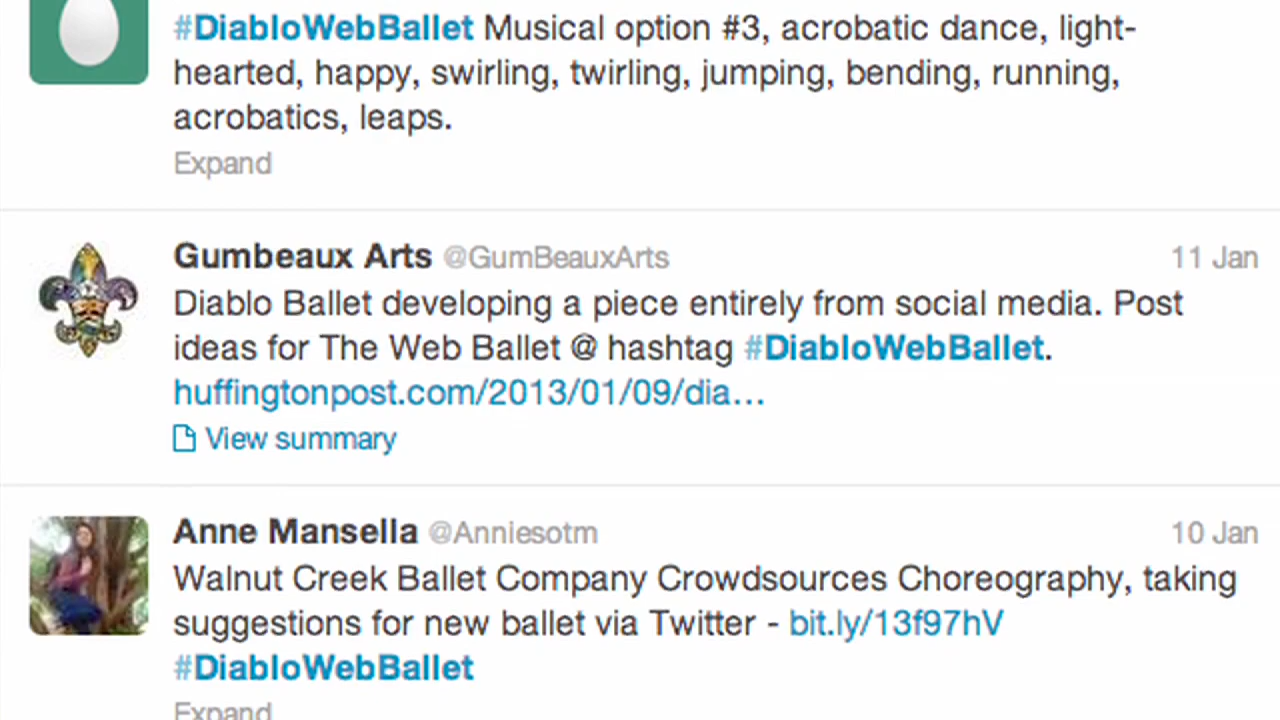 #DiabloWebBallet Musical option #3, acrobatic dance, light-
hearted, happy, swirling, twirling, jumping, bending, running,
acrobatics, leaps.
Expand
Gumbeaux Arts @GumBeauxArts 11 Jan
Diablo Ballet developing a piece entirely from social media. Post
ideas for The Web Ballet @ hashtag #DiabloWebBallet.
huffingtonpost.com/2013/01/09/dia...
View summary
Anne Mansella @Anniesotm 10 Jan
Walnut Creek Ballet Company Crowdsources Choreography, taking
suggestions for new ballet via Twitter - bit.ly/13f97hV
#DiabloWebBallet
Expand